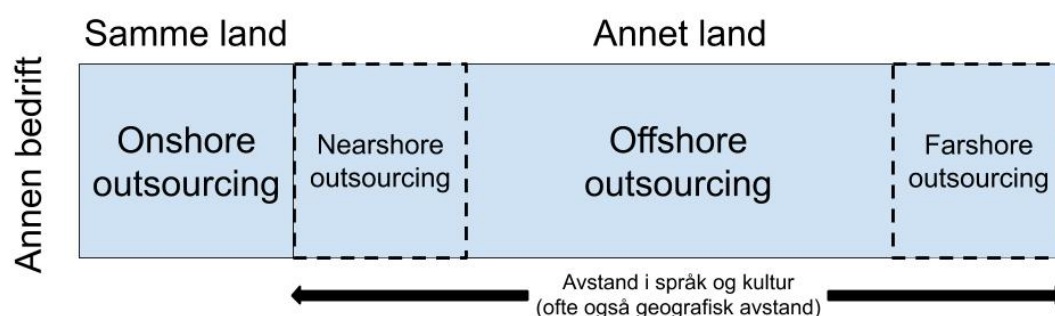 Samme land
Annet land
Annen bedrift
Onshore
outsourcing
Nearshore
outsourcing
Offshore
outsourcing
Farshore
outsourcing
Avstand i språk og kultur
(ofte også geografisk avstand)